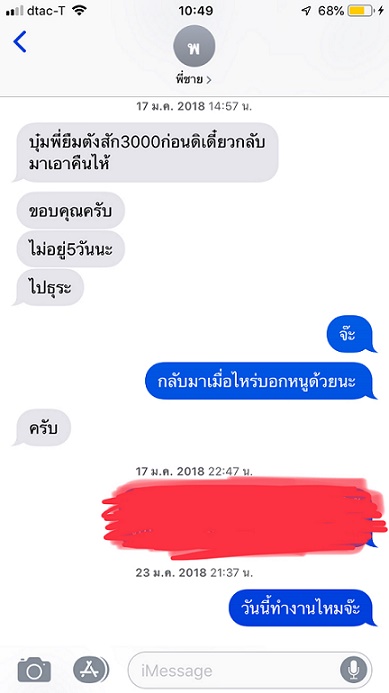 dtac-T 10:49 68%
พ
พี่ชาย >
17 ม.ค. 2018 14:57 น.
บุ๋มพี่ยืมตังสัก3000ก่อนดิเดี๋ยวกลับ
มาเอาคืนไห้
ขอบคุณครับ
ไม่อยู่5วันนะ
ไปธุระ
จ๊ะ
กลับมาเมื่อไหร่บอกหนูด้วยนะ
ครับ
17 ม.ค. 2018 22:47 น.
23 ม.ค. 2018 21:37 น.
วันนี้ทำงานไหมจ๊ะ
iMessage